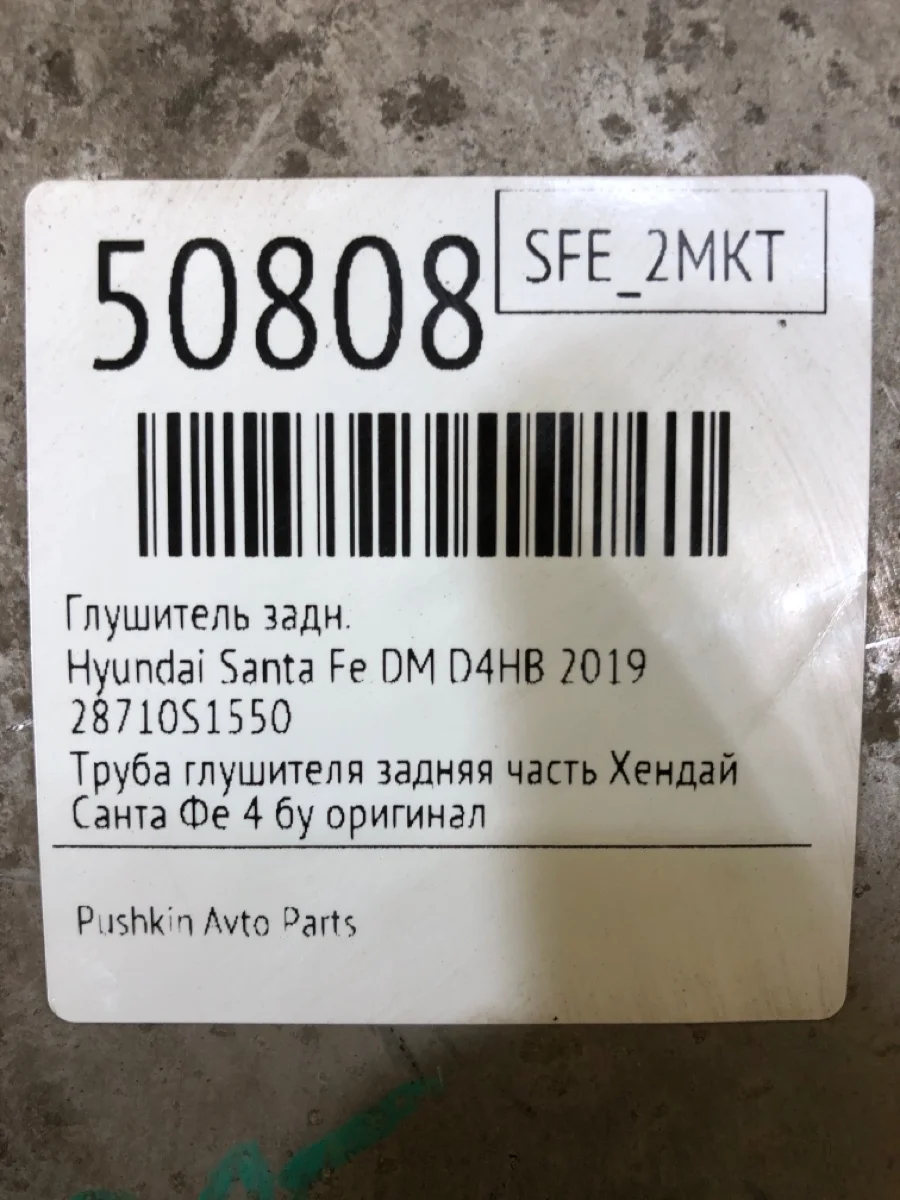 50808
SFE_2MKT
Глушитель задн.
Hyundai Santa Fe DM D4HB 2019
28710S1550
Труба глушителя задняя часть Хендай
Санта Фе 4 бу оригинал
Pushkin Avto Parts